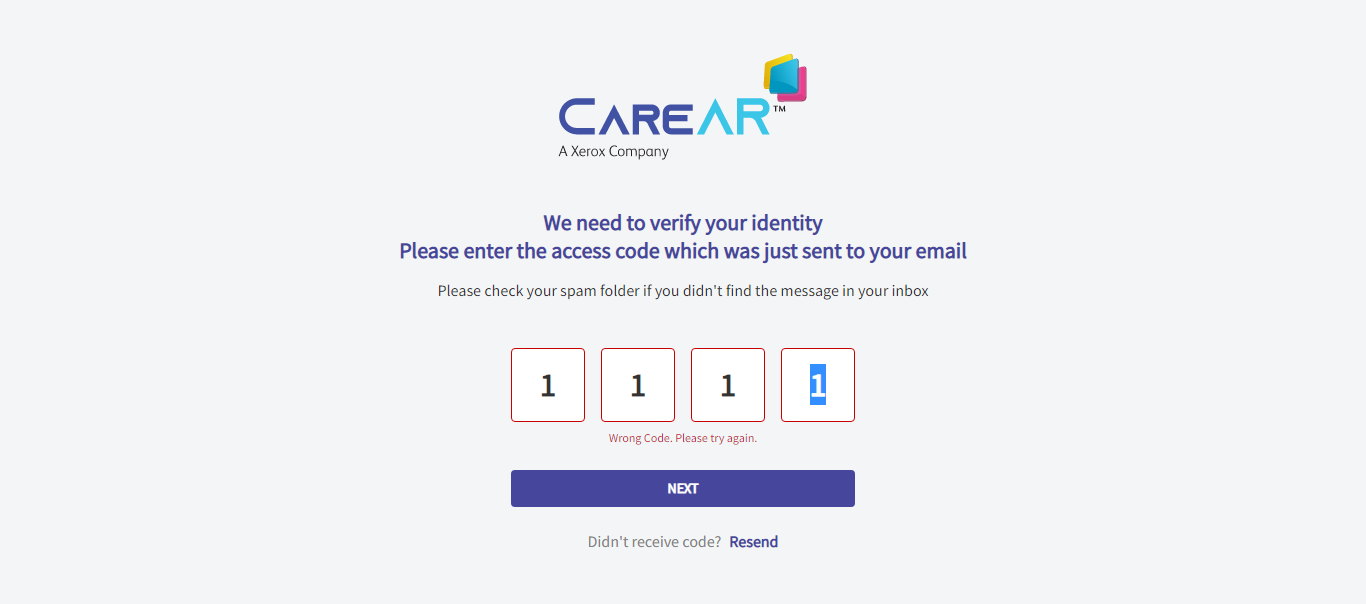 CAREAR™
A Xerox Company
We need to verify your identity
Please enter the access code which was just sent to your email
Please check your spam folder if you didn't find the message in your inbox
1 1 1 1
Wrong Code. Please try again.
NEXT
Didn't receive code? Resend